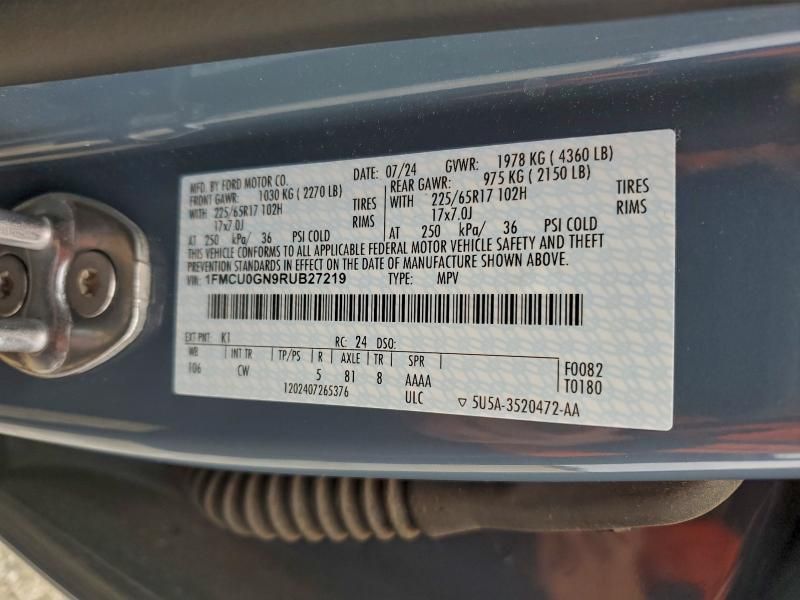 MFD. BY FORD MOTOR CO. DATE: 07/24 GVWR: 1978 KG ( 4360 LB)
FRONT GAWR: 1030 KG ( 2270 LB) REAR GAWR: 975 KG ( 2150 LB)
WITH 225/65R17 102H TIRES WITH 225/65R17 102H TIRES
17x7.0J RIMS 17x7.0J RIMS
AT 250 kPa/ 36 PSI COLD AT 250 kPa/ 36 PSI COLD
THIS VEHICLE CONFORMS TO ALL APPLICABLE FEDERAL MOTOR VEHICLE SAFETY AND THEFT
PREVENTION STANDARDS IN EFFECT ON THE DATE OF MANUFACTURE SHOWN ABOVE.
VIN: 1FMCU0GN9RUB27219 TYPE: MPV
EXT PNT: K1 RC: 24 DSO:
WB INT TR TP/PS R AXLE TR SPR F0082
106 CW 5 81 8 AAAA T0180
1202407265376 ULC ▽ 5U5A-3520472-AA